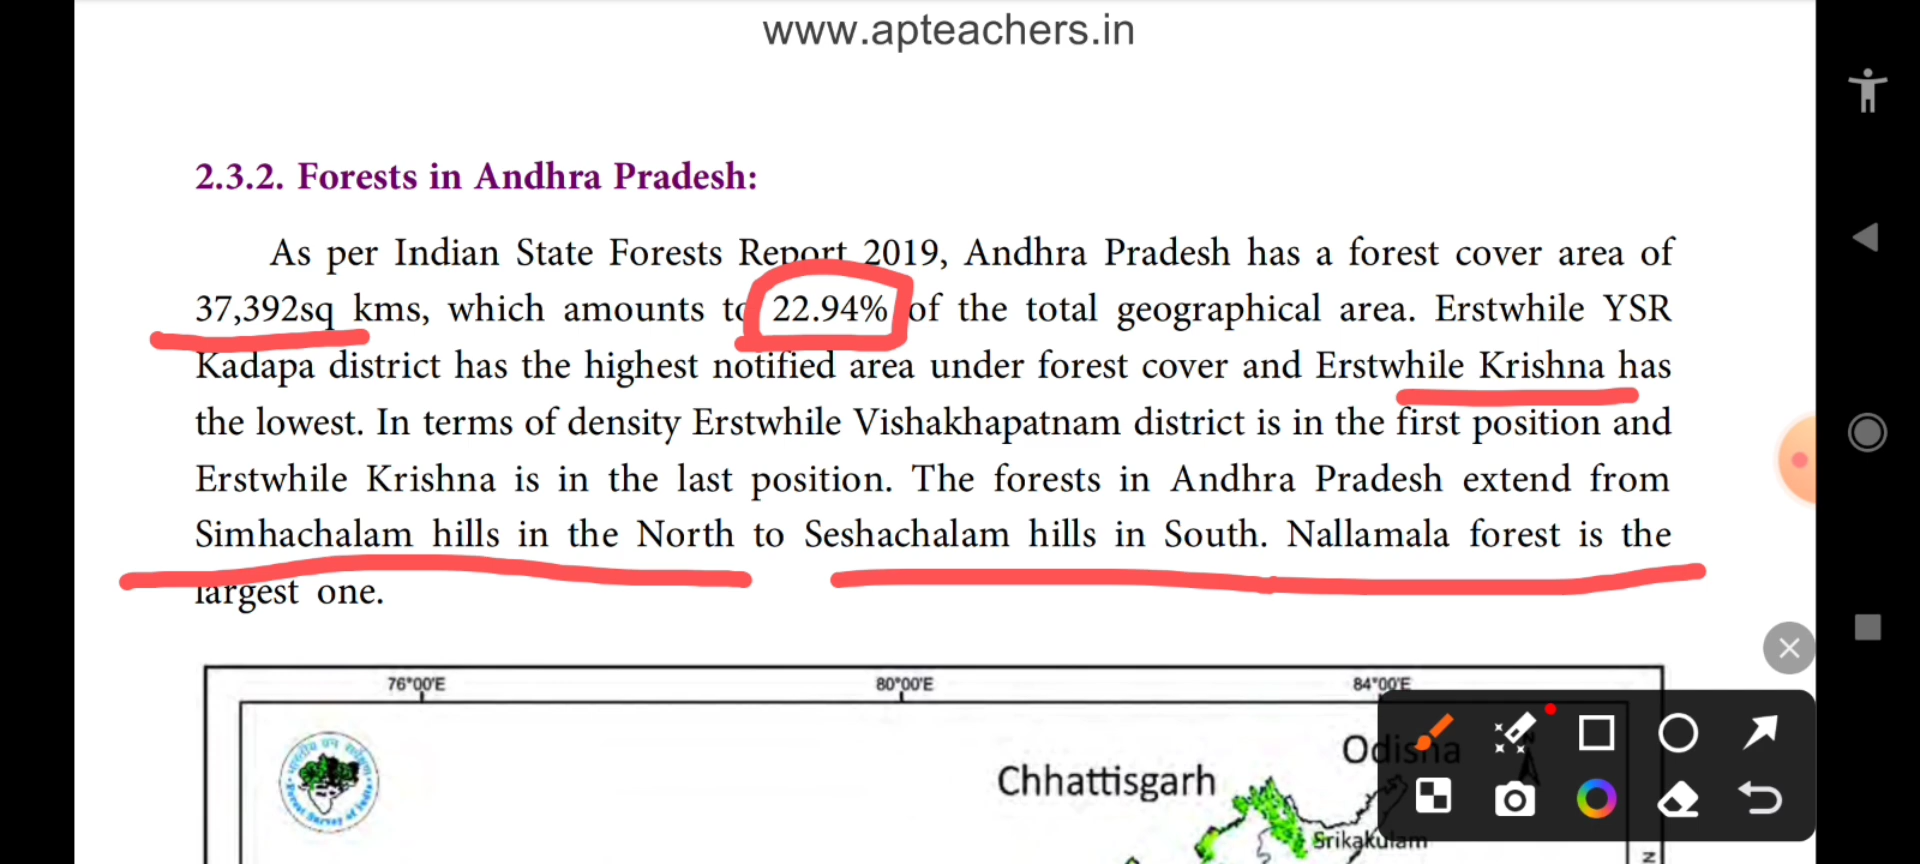 www.apteachers.in
2.3.2. Forests in Andhra Pradesh:
As per Indian State Forests Report 2019, Andhra Pradesh has a forest cover area of
37,392sq kms, which amounts to 22.94% of the total geographical area. Erstwhile YSR
Kadapa district has the highest notified area under forest cover and Erstwhile Krishna has
the lowest. In terms of density Erstwhile Vishakhapatnam district is in the first position and
Erstwhile Krishna is in the last position. The forests in Andhra Pradesh extend from
Simhachalam hills in the North to Seshachalam hills in South. Nallamala forest is the
largest one.
76°00'E 80°00'E 84°00'E
Odisha
Chhattisgarh
Forest Survey of India
Srikakulam
N